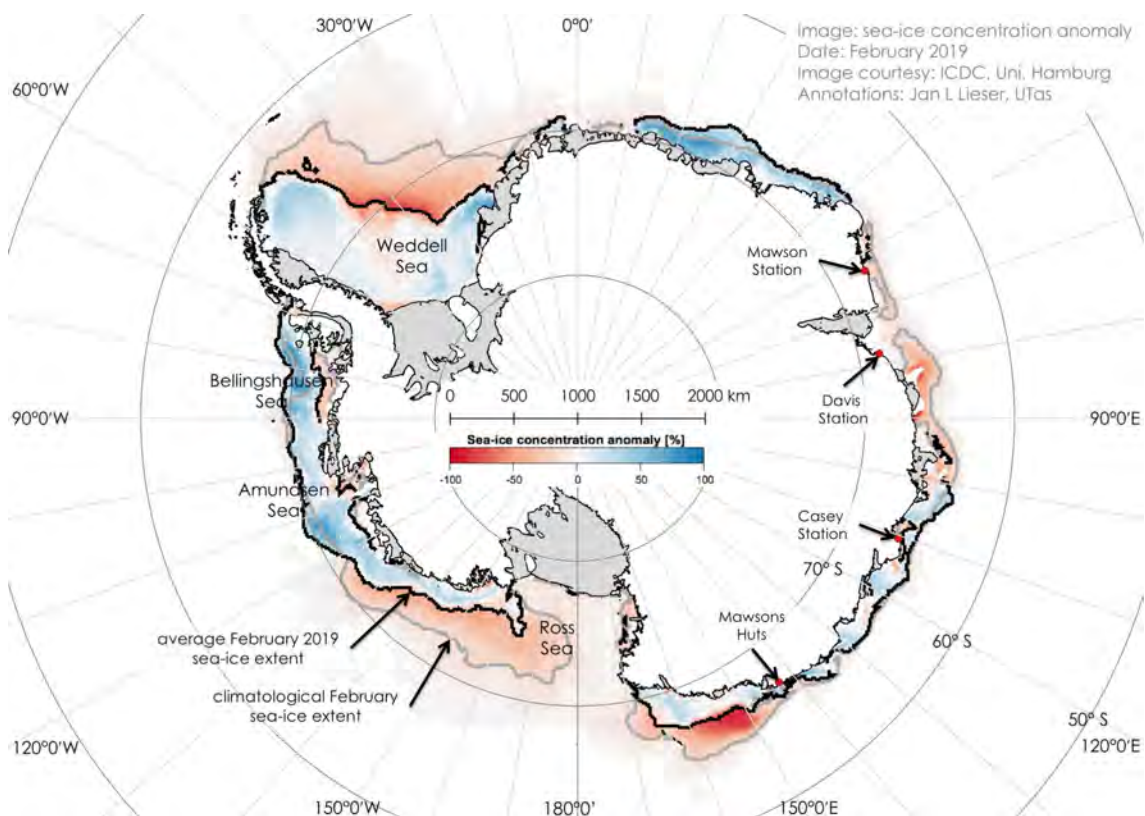 30°0'W
0°0'
Image: sea-ice concentration anomaly
Date: February 2019
Image courtesy: ICDC, Uni. Hamburg
Annotations: Jan L Lieser, UTas
60°0'W
Weddell
Sea
Mawson
Station
Bellingshausen
Sea
90°0'W
0 500 1000 1500 2000 km
Davis
Station
90°0'E
Sea-ice concentration anomaly [%]
-100 -50 0 50 100
Amundsen
Sea
Casey
Station
70° S
Mawsons
Huts
60° S
Ross
Sea
average February 2019
sea-ice extent
climatological February
sea-ice extent
50° S
120°0'W
120°0'E
150°0'W
180°0'
150°0'E